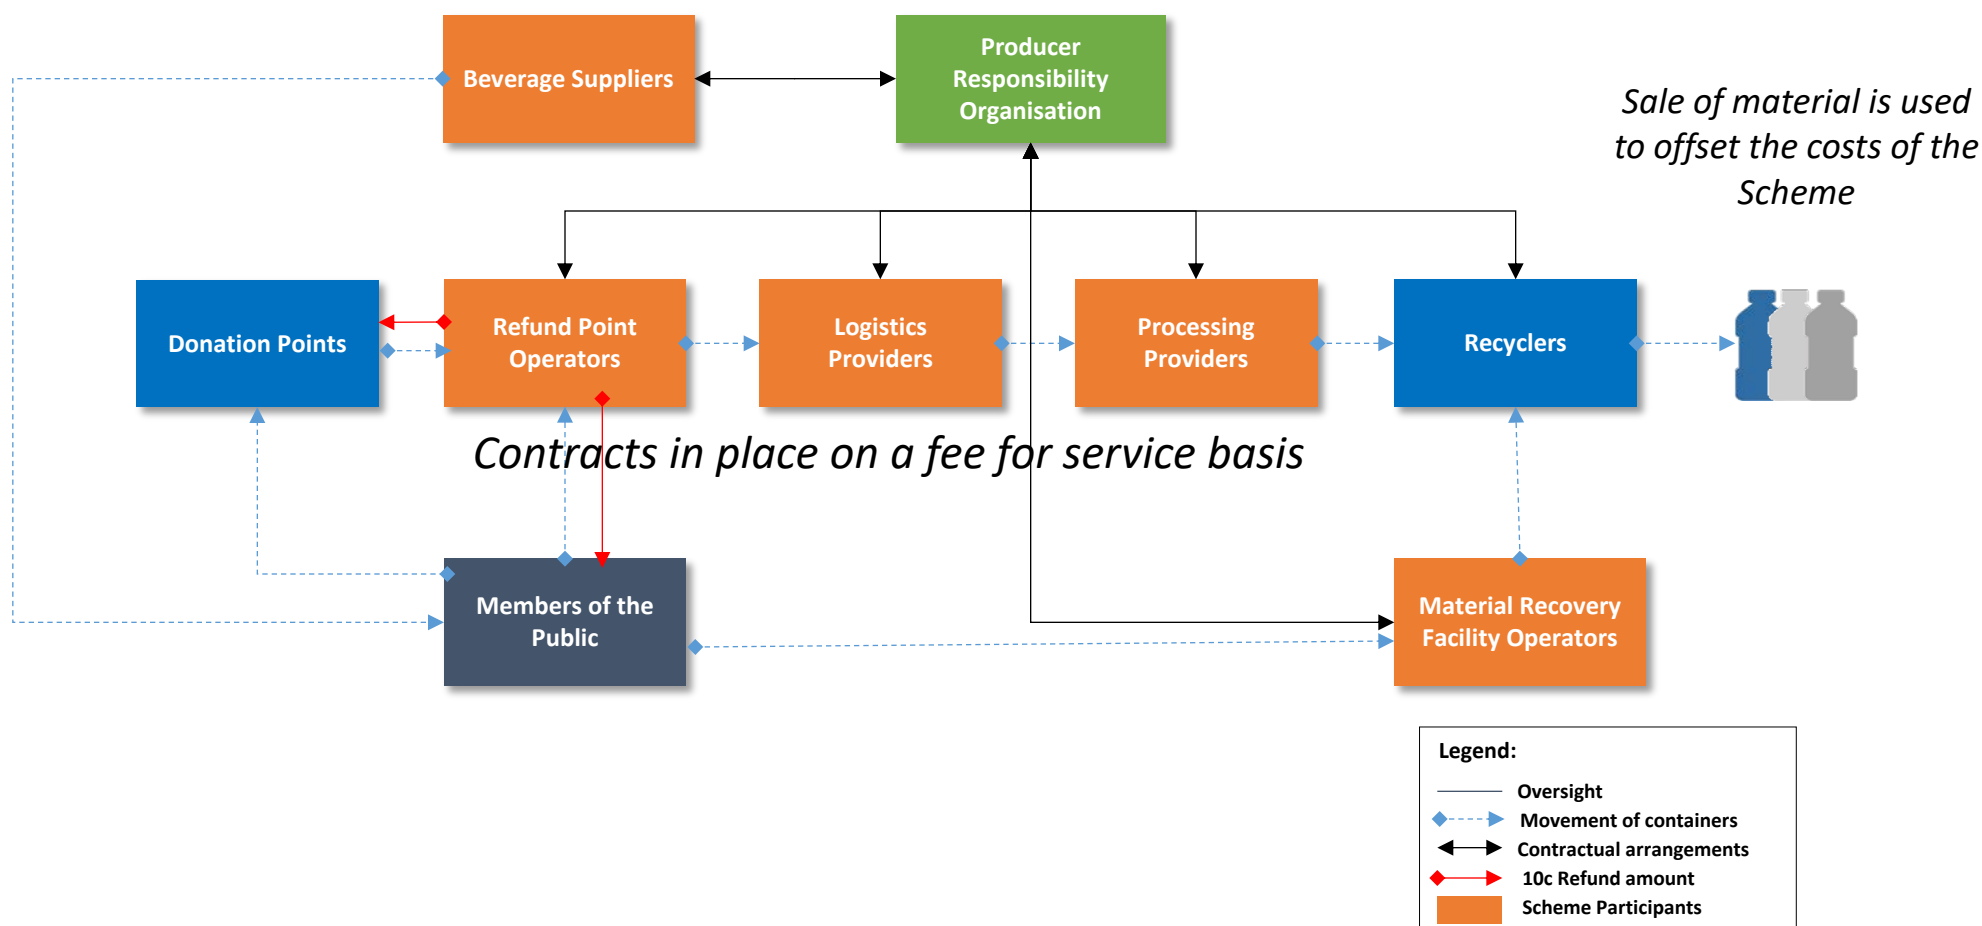 Beverage Suppliers
Producer
Responsibility
Organisation
Sale of material is used
to offset the costs of the
Scheme
Donation Points
Refund Point
Operators
Logistics
Providers
Processing
Providers
Recyclers
Contracts in place on a fee for service basis
Members of the
Public
Material Recovery
Facility Operators
Legend:
Oversight
Movement of containers
Contractual arrangements
10c Refund amount
Scheme Participants